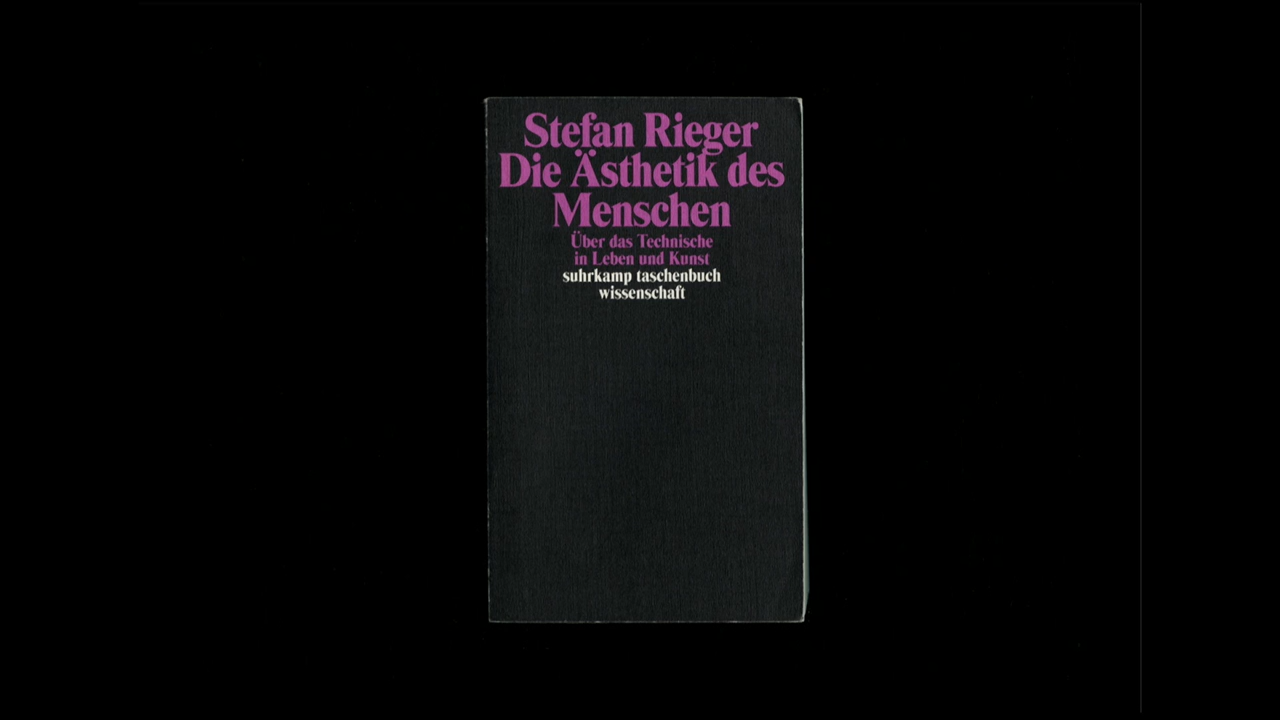 Stefan Rieger
Die Ästhetik des
Menschen
Über das Technische
in Leben und Kunst
suhrkamp taschenbuch
wissenschaft